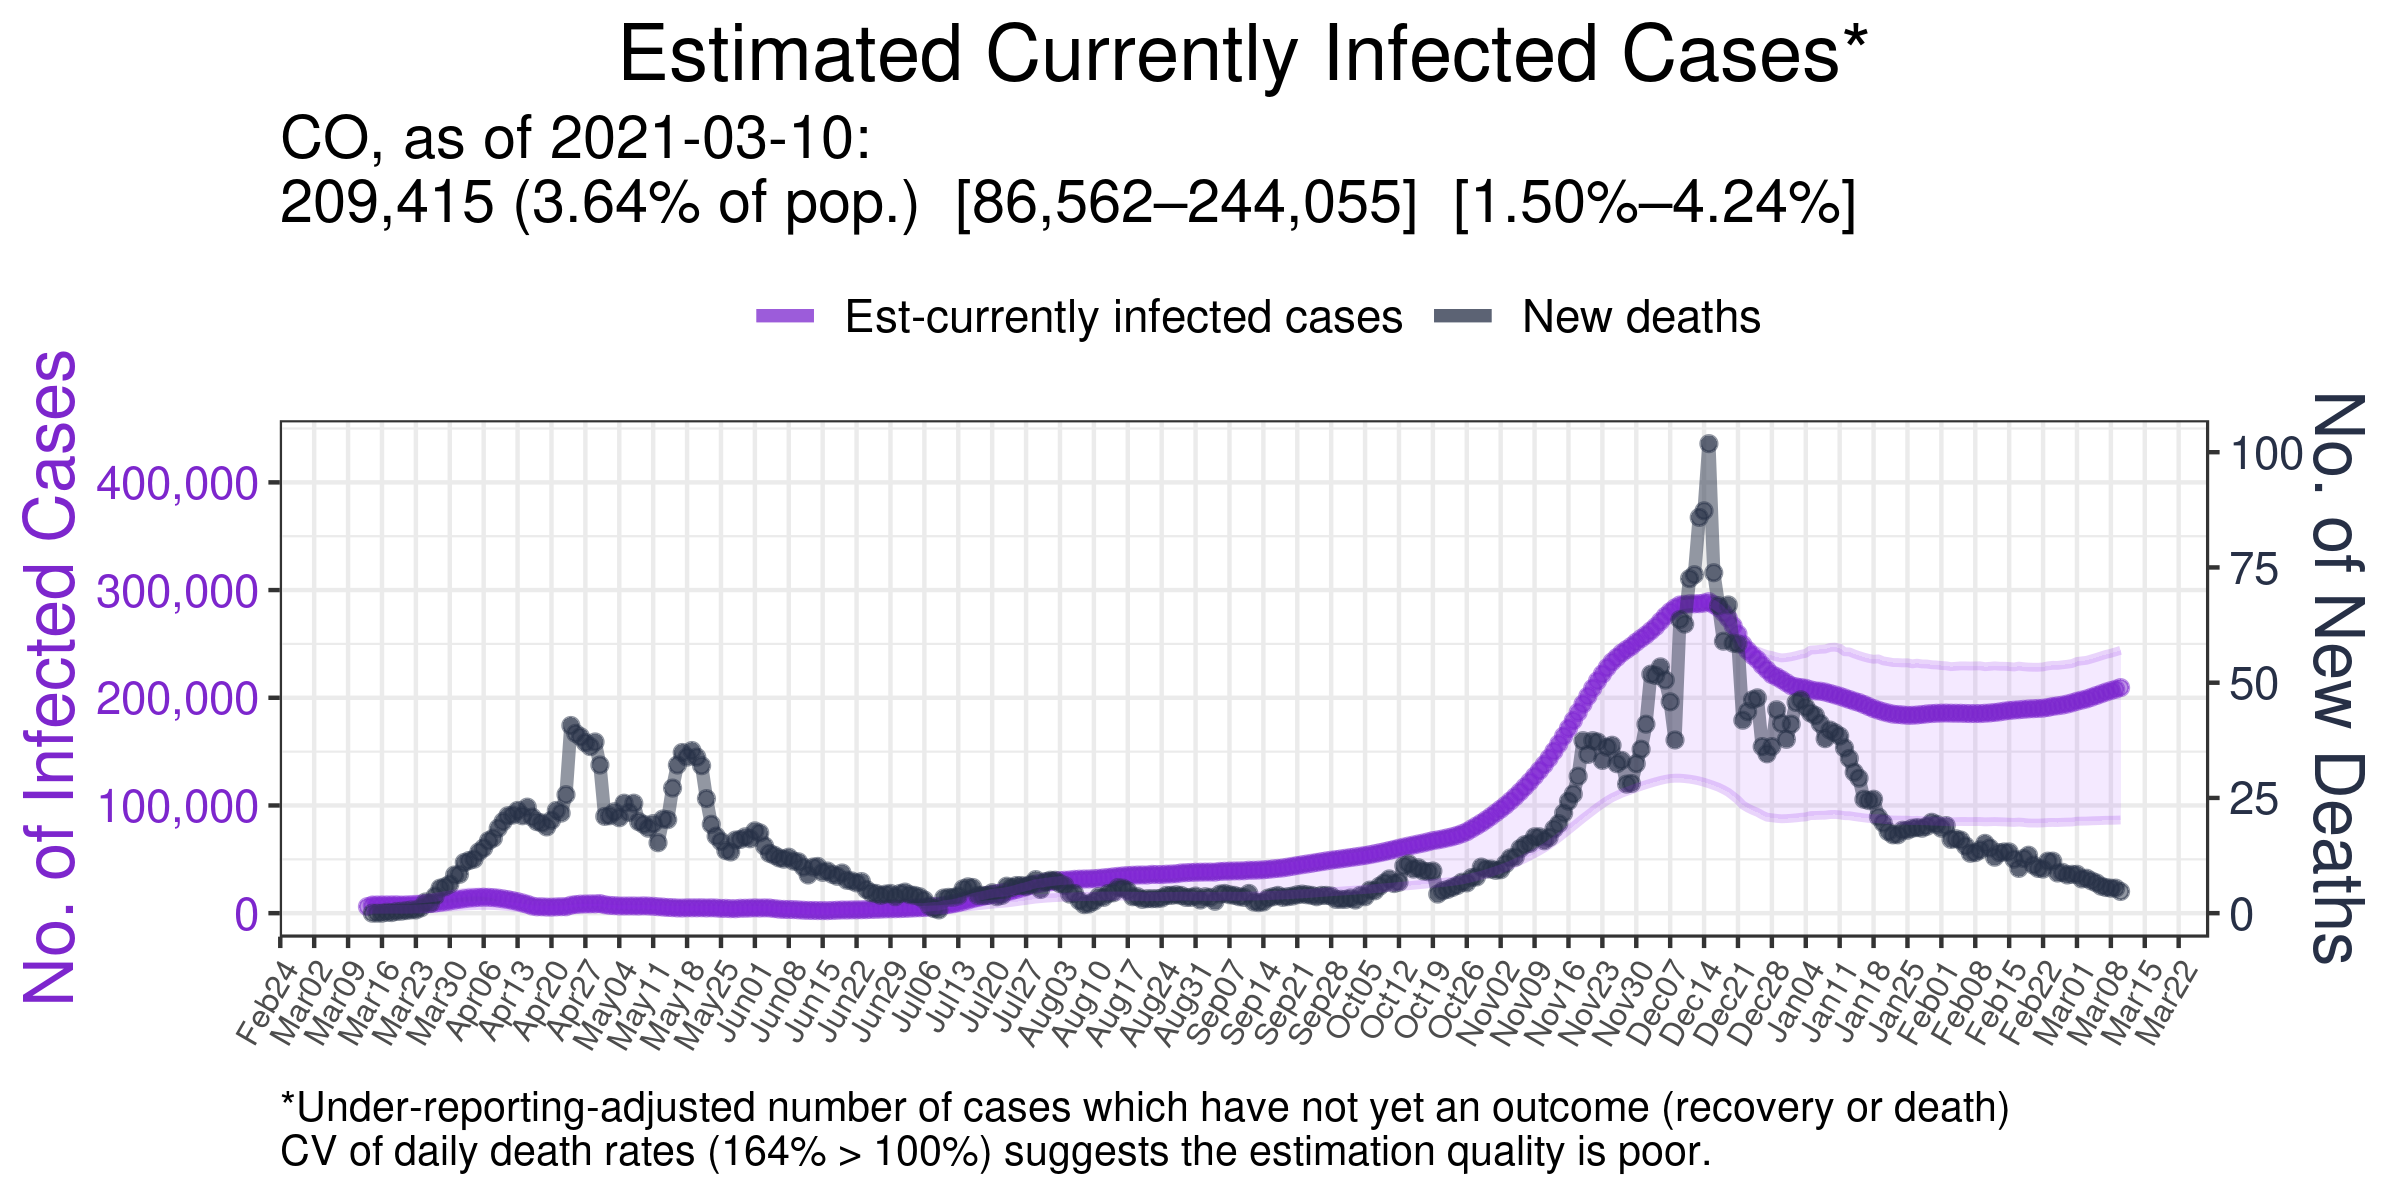 Estimated Currently Infected Cases*
CO, as of 2021-03-10:
209,415 (3.64% of pop.)  [86,562–244,055]  [1.50%–4.24%]
Est-currently infected cases
New deaths
No. of Infected Cases
400,000
300,000
200,000
100,000
0
100
75
50
25
0
No. of New Deaths
Feb24
Mar02
Mar09
Mar16
Mar23
Mar30
Apr06
Apr13
Apr20
Apr27
May04
May11
May18
May25
Jun01
Jun08
Jun15
Jun22
Jun29
Jul06
Jul13
Jul20
Jul27
Aug03
Aug10
Aug17
Aug24
Aug31
Sep07
Sep14
Sep21
Sep28
Oct05
Oct12
Oct19
Oct26
Nov02
Nov09
Nov16
Nov23
Nov30
Dec07
Dec14
Dec21
Dec28
Jan04
Jan11
Jan18
Jan25
Feb01
Feb08
Feb15
Feb22
Mar01
Mar08
Mar15
Mar22
*Under-reporting-adjusted number of cases which have not yet an outcome (recovery or death)
CV of daily death rates (164% > 100%) suggests the estimation quality is poor.